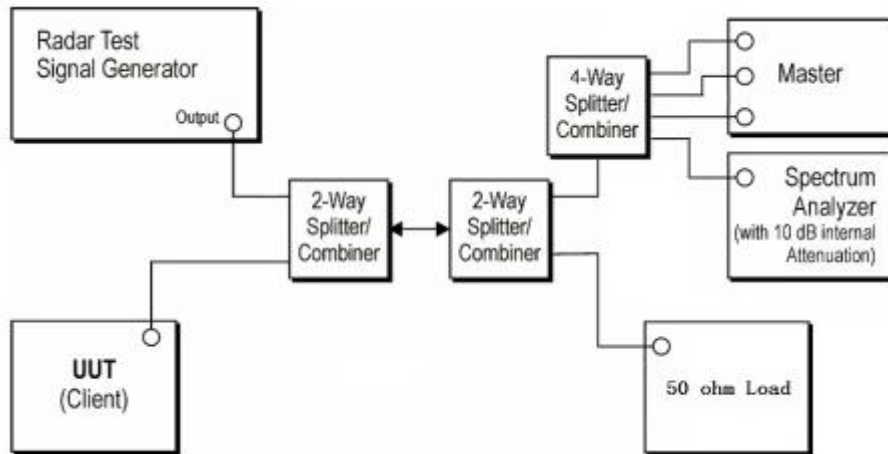 Radar Test
Signal Generator
Output
4-Way
Splitter/
Combiner
Master
2-Way
Splitter/
Combiner
2-Way
Splitter/
Combiner
Spectrum
Analyzer
(with 10 dB internal
Attenuation)
UUT
(Client)
50 ohm Load